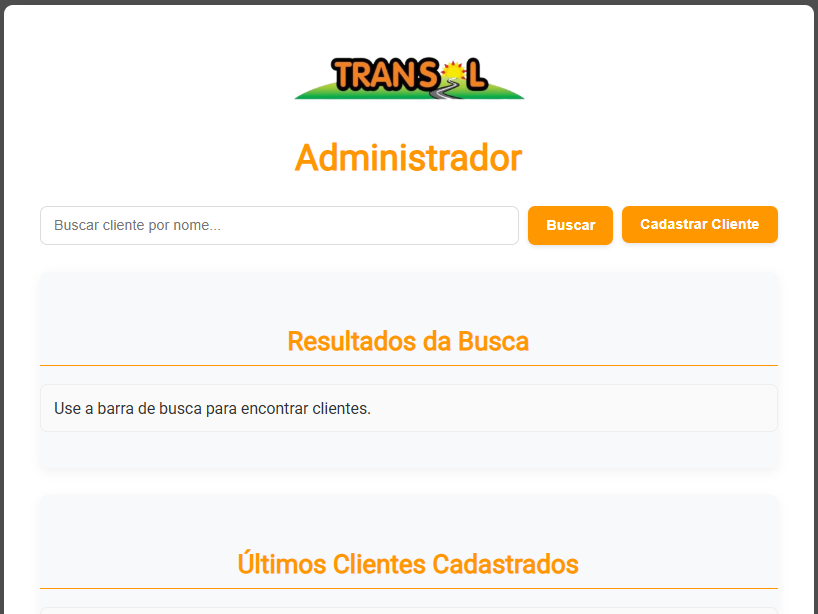 TRANSOL
Administrador
Buscar cliente por nome...
Buscar
Cadastrar Cliente
Resultados da Busca
Use a barra de busca para encontrar clientes.
Últimos Clientes Cadastrados